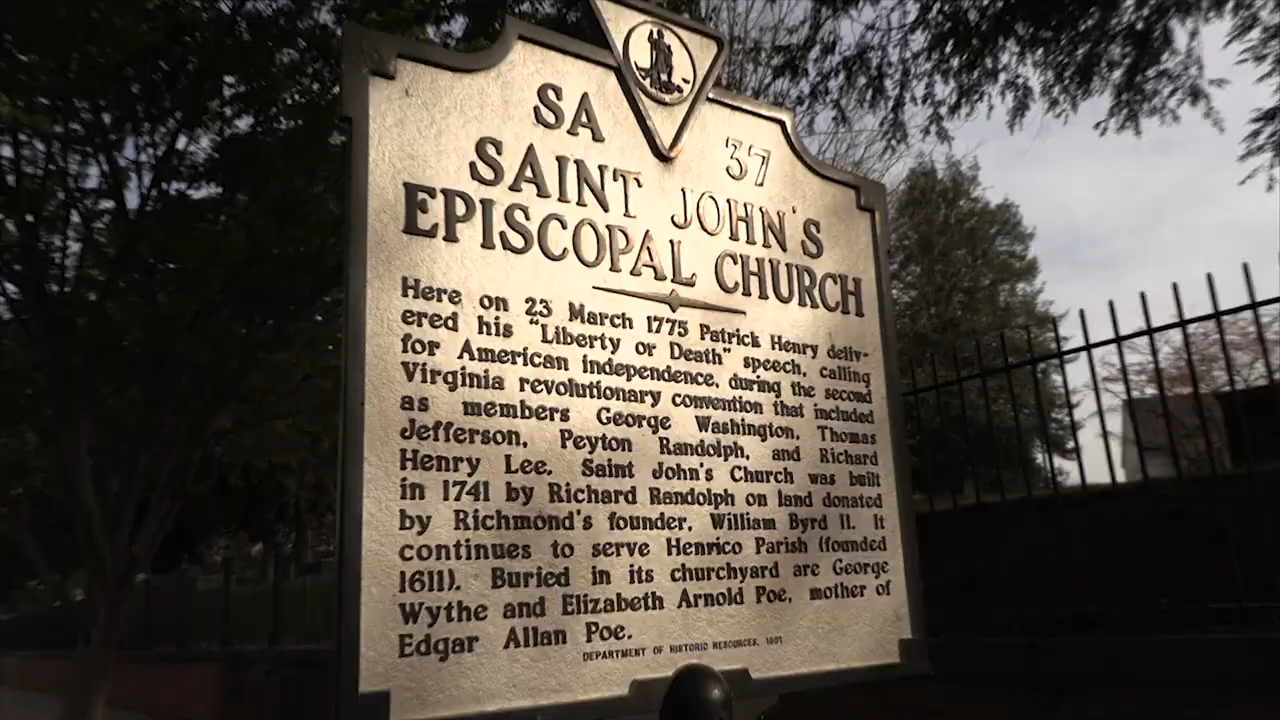 SA 37
SAINT JOHN'S
EPISCOPAL CHURCH
Here on 23 March 1775 Patrick Henry deliv-
ered his "Liberty or Death" speech, calling
for American independence, during the second
Virginia revolutionary convention that included
as members George Washington, Thomas
Jefferson, Peyton Randolph, and Richard
Henry Lee. Saint John's Church was built
in 1741 by Richard Randolph on land donated
by Richmond's founder, William Byrd II. It
continues to serve Henrico Parish (founded
1611). Buried in its churchyard are George
Wythe and Elizabeth Arnold Poe, mother of
Edgar Allan Poe.
DEPARTMENT OF HISTORIC RESOURCES, 1991